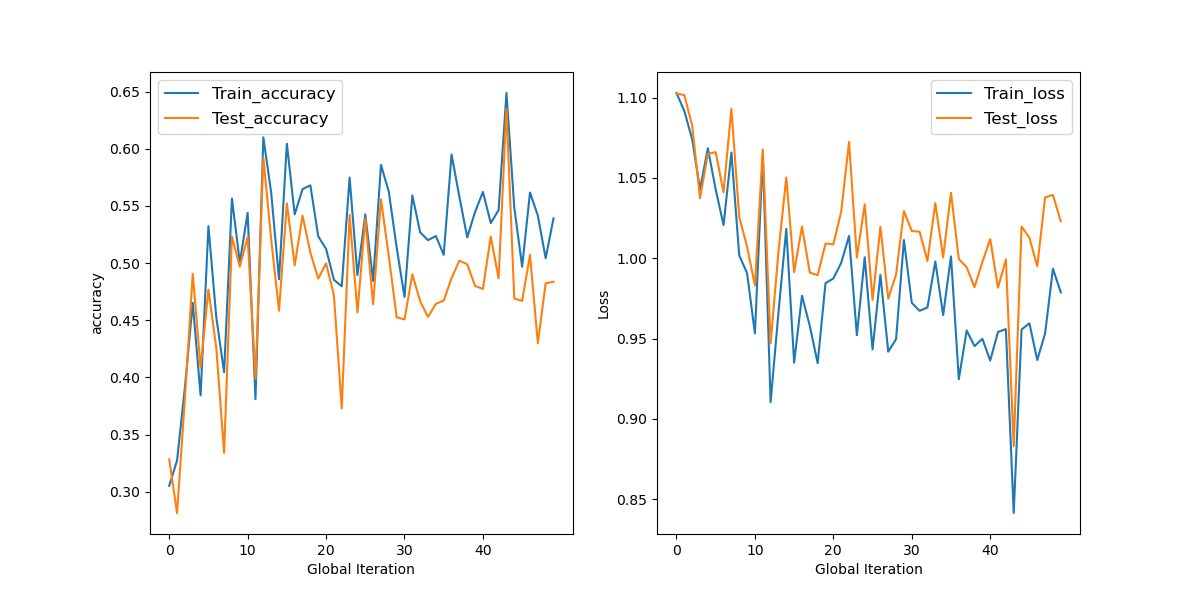 Train_accuracy
Test_accuracy
accuracy
0.65
0.60
0.55
0.50
0.45
0.40
0.35
0.30
0 10 20 30 40
Global Iteration
Train_loss
Test_loss
Loss
1.10
1.05
1.00
0.95
0.90
0.85
0 10 20 30 40
Global Iteration